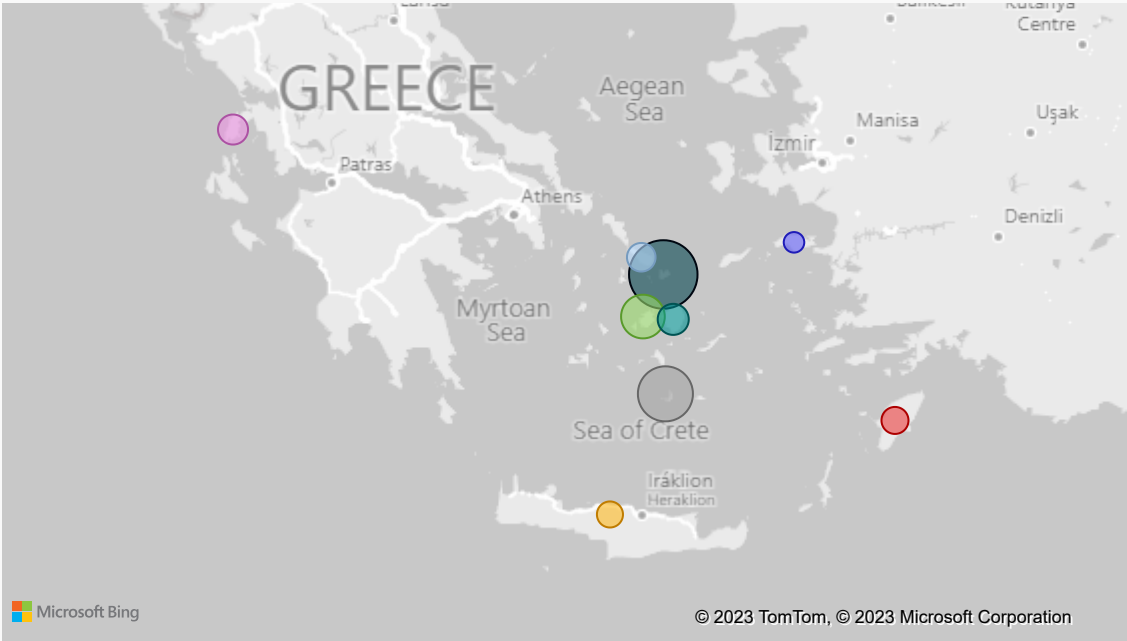 Centre
GREECE
Aegean
Sea
Uşak
Manisa
İzmir
Patras
Athens
Denizli
Myrtoan
Sea
Sea of Crete
Iráklion
Heraklion
Microsoft Bing
© 2023 TomTom, © 2023 Microsoft Corporation